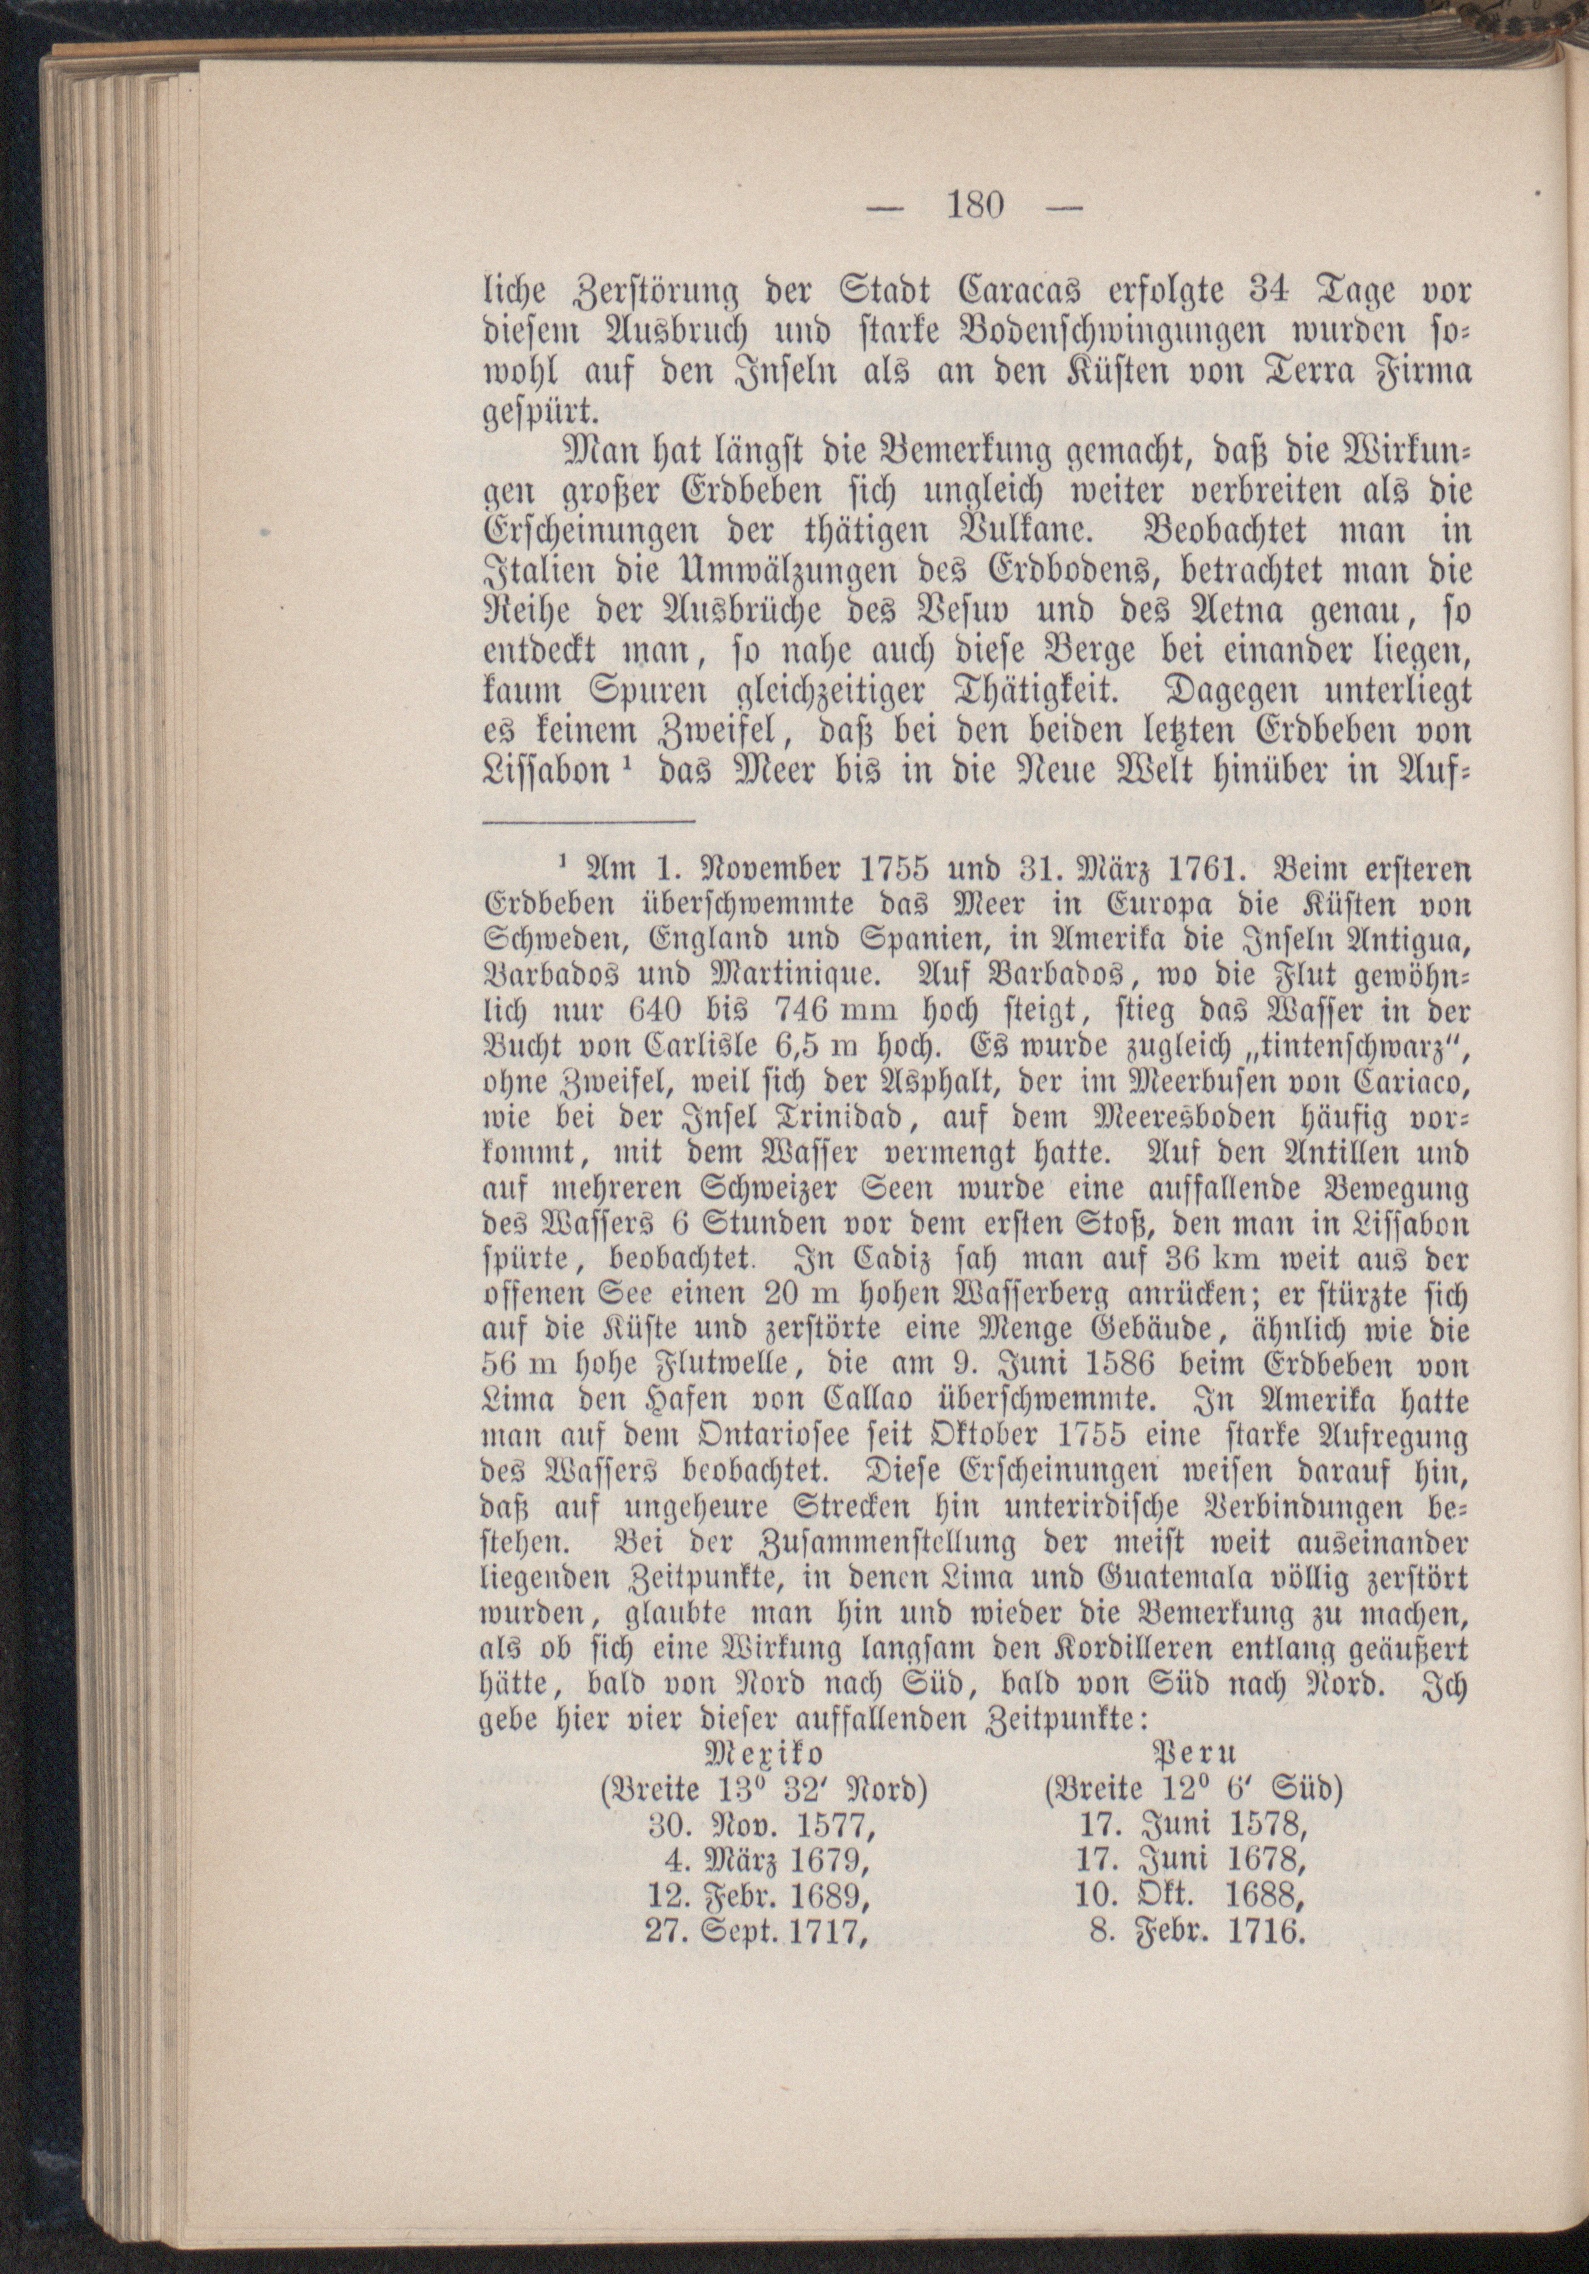 — 180 —
liche Zerstörung der Stadt Caracas erfolgte 34 Tage vor
diesem Ausbruch und starke Bodenschwingungen wurden so-
wohl auf den Inseln als an den Küsten von Terra Firma
gespürt.
Man hat längst die Bemerkung gemacht, daß die Wirkun-
gen großer Erdbeben sich ungleich weiter verbreiten als die
Erscheinungen der thätigen Vulkane. Beobachtet man in
Italien die Umwälzungen des Erdbodens, betrachtet man die
Reihe der Ausbrüche des Vesuv und des Aetna genau, so
entdeckt man, so nahe auch diese Berge bei einander liegen,
kaum Spuren gleichzeitiger Thätigkeit. Dagegen unterliegt
es keinem Zweifel, daß bei den beiden letzten Erdbeben von
Lissabon ¹ das Meer bis in die Neue Welt hinüber in Auf-
¹ Am 1. November 1755 und 31. März 1761. Beim ersteren
Erdbeben überschwemmte das Meer in Europa die Küsten von
Schweden, England und Spanien, in Amerika die Inseln Antigua,
Barbados und Martinique. Auf Barbados, wo die Flut gewöhn-
lich nur 640 bis 746 mm hoch steigt, stieg das Wasser in der
Bucht von Carlisle 6,5 m hoch. Es wurde zugleich „tintenschwarz“,
ohne Zweifel, weil sich der Asphalt, der im Meerbusen von Cariaco,
wie bei der Insel Trinidad, auf dem Meeresboden häufig vor-
kommt, mit dem Wasser vermengt hatte. Auf den Antillen und
auf mehreren Schweizer Seen wurde eine auffallende Bewegung
des Wassers 6 Stunden vor dem ersten Stoß, den man in Lissabon
spürte, beobachtet. In Cadiz sah man auf 36 km weit aus der
offenen See einen 20 m hohen Wasserberg anrücken; er stürzte sich
auf die Küste und zerstörte eine Menge Gebäude, ähnlich wie die
56 m hohe Flutwelle, die am 9. Juni 1586 beim Erdbeben von
Lima den Hafen von Callao überschwemmte. In Amerika hatte
man auf dem Ontariosee seit Oktober 1755 eine starke Aufregung
des Wassers beobachtet. Diese Erscheinungen weisen darauf hin,
daß auf ungeheure Strecken hin unterirdische Verbindungen be-
stehen. Bei der Zusammenstellung der meist weit auseinander
liegenden Zeitpunkte, in denen Lima und Guatemala völlig zerstört
wurden, glaubte man hin und wieder die Bemerkung zu machen,
als ob sich eine Wirkung langsam den Kordilleren entlang geäußert
hätte, bald von Nord nach Süd, bald von Süd nach Nord. Ich
gebe hier vier dieser auffallenden Zeitpunkte:
Mexiko Peru
(Breite 13⁰ 32′ Nord) (Breite 12⁰ 6′ Süd)
30. Nov. 1577, 17. Juni 1578,
4. März 1679, 17. Juni 1678,
12. Febr. 1689, 10. Okt. 1688,
27. Sept. 1717, 8. Febr. 1716.